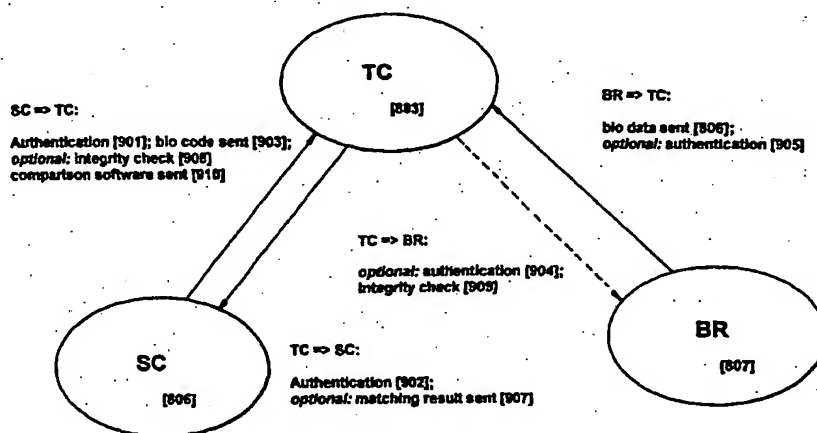 TC
[883]
SC => TC:
Authentication [901]; bio code sent [903];
optional: integrity check [908]
comparison software sent [910]
BR => TC:
bio data sent [806];
optional: authentication [905]
TC => BR:
optional: authentication [904];
integrity check [909]
SC
[806]
TC => SC:
Authentication [902];
optional: matching result sent [907]
BR
[807]